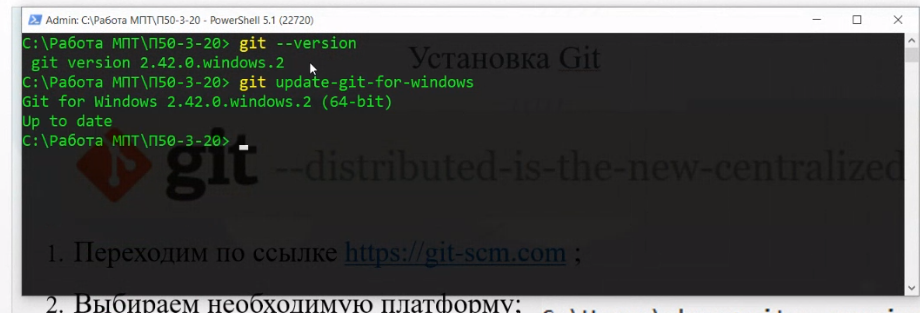 Admin: C:\Работа МПТ\П50-3-20 - PowerShell 5.1 (22720)
C:\Работа МПТ\П50-3-20> git --version
git version 2.42.0.windows.2
C:\Работа МПТ\П50-3-20> git update-git-for-windows
Git for Windows 2.42.0.windows.2 (64-bit)
Up to date
C:\Работа МПТ\П50-3-20>
Установка Git
git --distributed-is-the-new-centralized
1. Переходим по ссылке https://git-scm.com ;
2. Выбираем необходимую платформу;